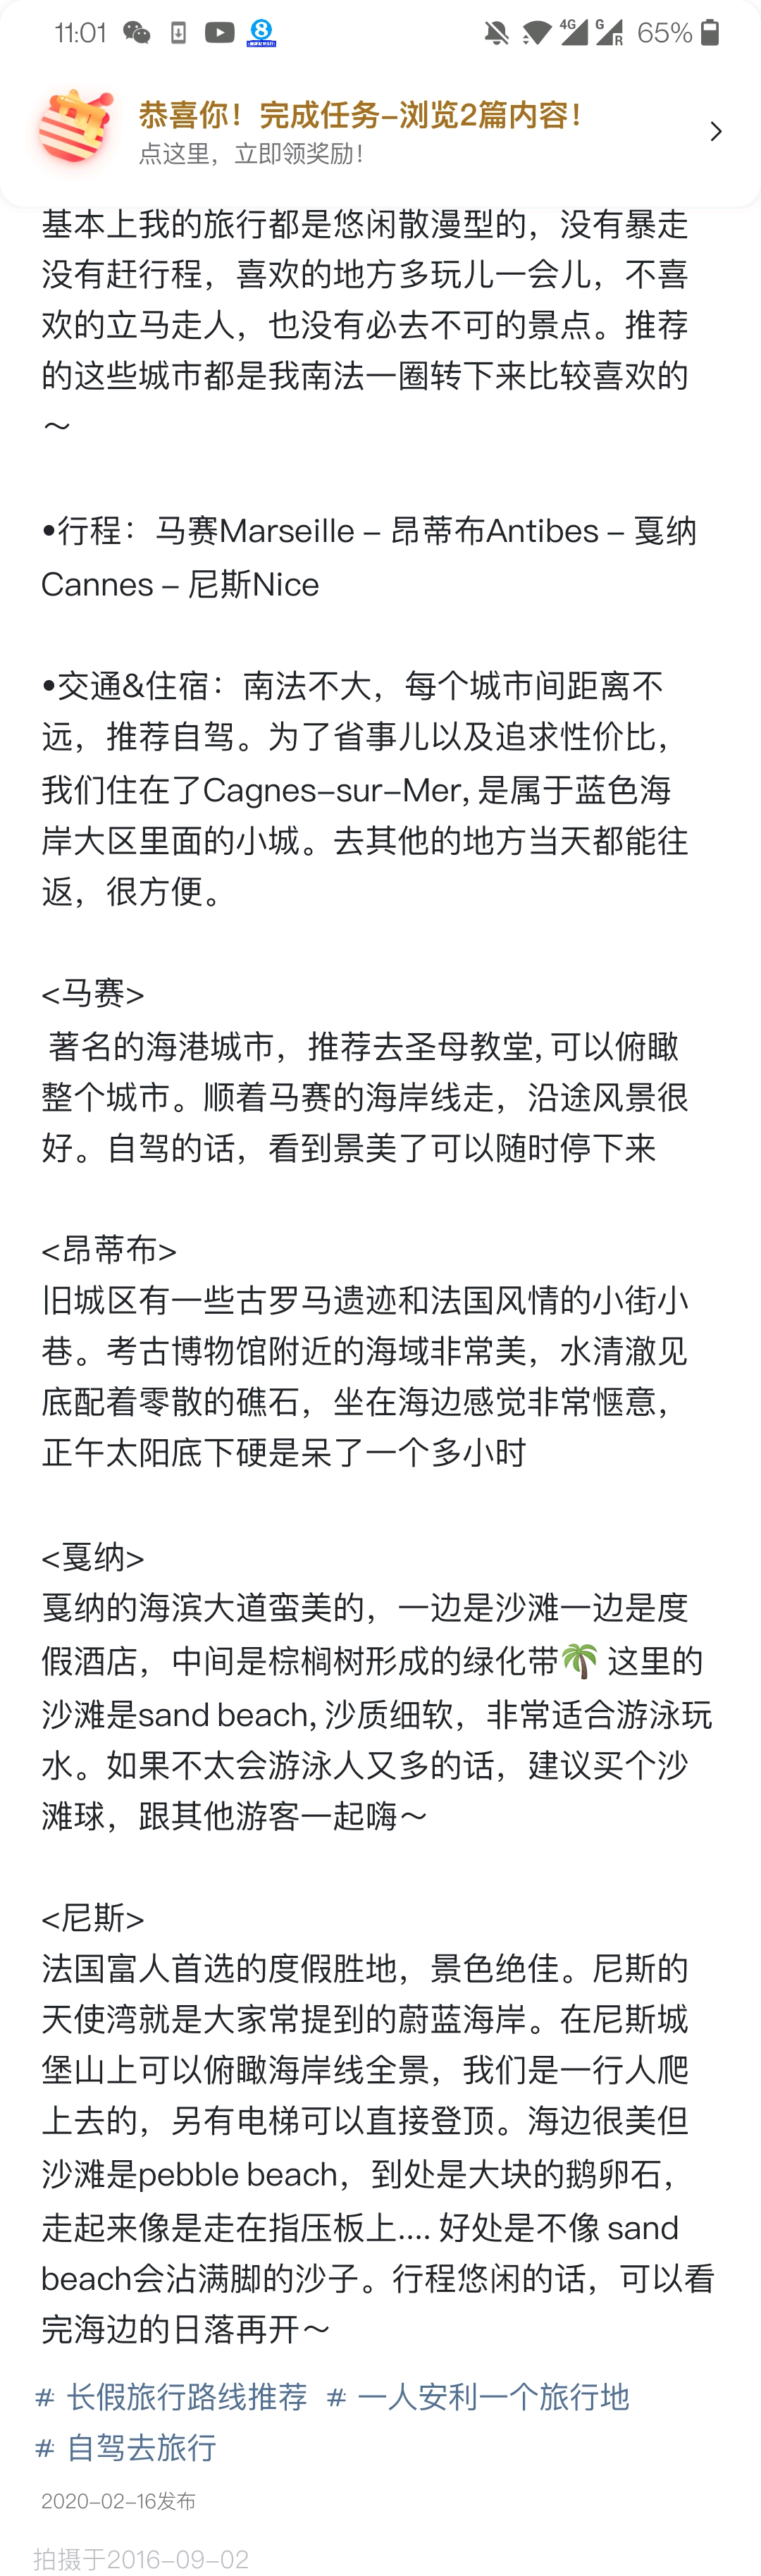 11:01
8
4G
G
R
65%
恭喜你！完成任务-浏览2篇内容！
点这里，立即领奖励！
基本上我的旅行都是悠闲散漫型的，没有暴走
没有赶行程，喜欢的地方多玩儿一会儿，不喜
欢的立马走人，也没有必去不可的景点。推荐
的这些城市都是我南法一圈转下来比较喜欢的
～
•行程：马赛Marseille – 昂蒂布Antibes – 戛纳
Cannes – 尼斯Nice
•交通&住宿：南法不大，每个城市间距离不
远，推荐自驾。为了省事儿以及追求性价比，
我们住在了Cagnes-sur-Mer, 是属于蓝色海
岸大区里面的小城。去其他的地方当天都能往
返，很方便。
<马赛>
著名的海港城市，推荐去圣母教堂, 可以俯瞰
整个城市。顺着马赛的海岸线走，沿途风景很
好。自驾的话，看到景美了可以随时停下来
<昂蒂布>
旧城区有一些古罗马遗迹和法国风情的小街小
巷。考古博物馆附近的海域非常美，水清澈见
底配着零散的礁石，坐在海边感觉非常惬意，
正午太阳底下硬是呆了一个多小时
<戛纳>
戛纳的海滨大道蛮美的，一边是沙滩一边是度
假酒店，中间是棕榈树形成的绿化带🌴 这里的
沙滩是sand beach, 沙质细软，非常适合游泳玩
水。如果不太会游泳人又多的话，建议买个沙
滩球，跟其他游客一起嗨～
<尼斯>
法国富人首选的度假胜地，景色绝佳。尼斯的
天使湾就是大家常提到的蔚蓝海岸。在尼斯城
堡山上可以俯瞰海岸线全景，我们是一行人爬
上去的，另有电梯可以直接登顶。海边很美但
沙滩是pebble beach，到处是大块的鹅卵石，
走起来像是走在指压板上.... 好处是不像 sand
beach会沾满脚的沙子。行程悠闲的话，可以看
完海边的日落再开～
# 长假旅行路线推荐 # 一人安利一个旅行地
# 自驾去旅行
2020-02-16发布
拍摄于2016-09-02